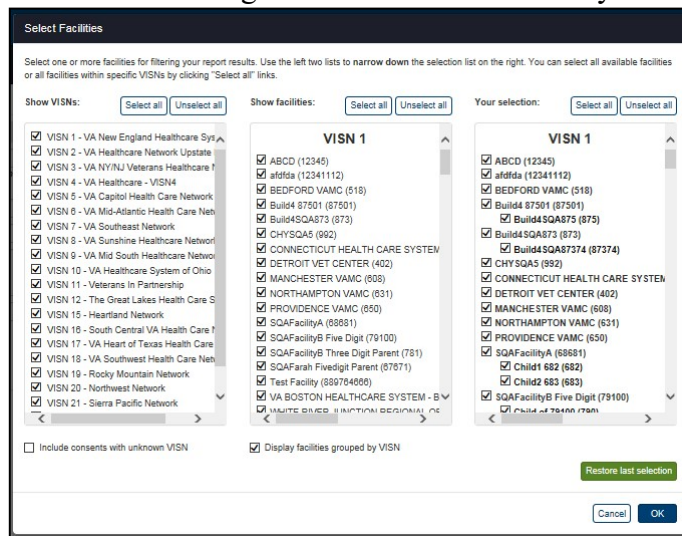 Select Facilities
Select one or more facilities for filtering your report results. Use the left two lists to narrow down the selection list on the right. You can select all available facilities
or all facilities within specific VISNs by clicking "Select all" links.
Show VISNs:
Select all
Unselect all
VISN 1 - VA New England Healthcare Sys
VISN 2 - VA Healthcare Network Upstate
VISN 3 - VA NY/NJ Veterans Healthcare
VISN 4 - VA Healthcare - VISN4
VISN 5 - VA Capitol Health Care Network
VISN 6 - VA Mid-Atlantic Health Care Net
VISN 7 - VA Southeast Network
VISN 8 - VA Sunshine Healthcare Networ
VISN 9 - VA Mid South Healthcare Networ
VISN 10 - VA Healthcare System of Ohio
VISN 11 - Veterans In Partnership
VISN 12 - The Great Lakes Health Care S
VISN 15 - Heartland Network
VISN 16 - South Central VA Health Care
VISN 17 - VA Heart of Texas Health Care
VISN 18 - VA Southwest Health Care Net
VISN 19 - Rocky Mountain Network
VISN 20 - Northwest Network
VISN 21 - Sierra Pacific Network
Include consents with unknown VISN
Show facilities:
Select all
Unselect all
VISN 1
ABCD (12345)
afdfda (12341112)
BEDFORD VAMC (518)
Build4 87501 (87501)
Build4SQA873 (873)
CHYSQA5 (992)
CONNECTICUT HEALTH CARE SYSTEM
DETROIT VET CENTER (402)
MANCHESTER VAMC (608)
NORTHAMPTON VAMC (631)
PROVIDENCE VAMC (650)
SQAFacilityA (68681)
SQAFacilityB Five Digit (79100)
SQAFacilityB Three Digit Parent (781)
SQAFarah Fivedigit Parent (67671)
Test Facility (889764666)
VA BOSTON HEALTHCARE SYSTEM - B
WHITE RIVER JUNCTION REGIONAL OF
Display facilities grouped by VISN
Your selection:
Select all
Unselect all
VISN 1
ABCD (12345)
afdfda (12341112)
BEDFORD VAMC (518)
Build4 87501 (87501)
Build4SQA875 (875)
Build4SQA873 (873)
Build4SQA87374 (87374)
CHYSQA5 (992)
CONNECTICUT HEALTH CARE SYSTEM
DETROIT VET CENTER (402)
MANCHESTER VAMC (608)
NORTHAMPTON VAMC (631)
PROVIDENCE VAMC (650)
SQAFacilityA (68681)
Child1 682 (682)
Child2 683 (683)
SQAFacilityB Five Digit (79100)
Child of 79100 (790)
Restore last selection
Cancel
OK